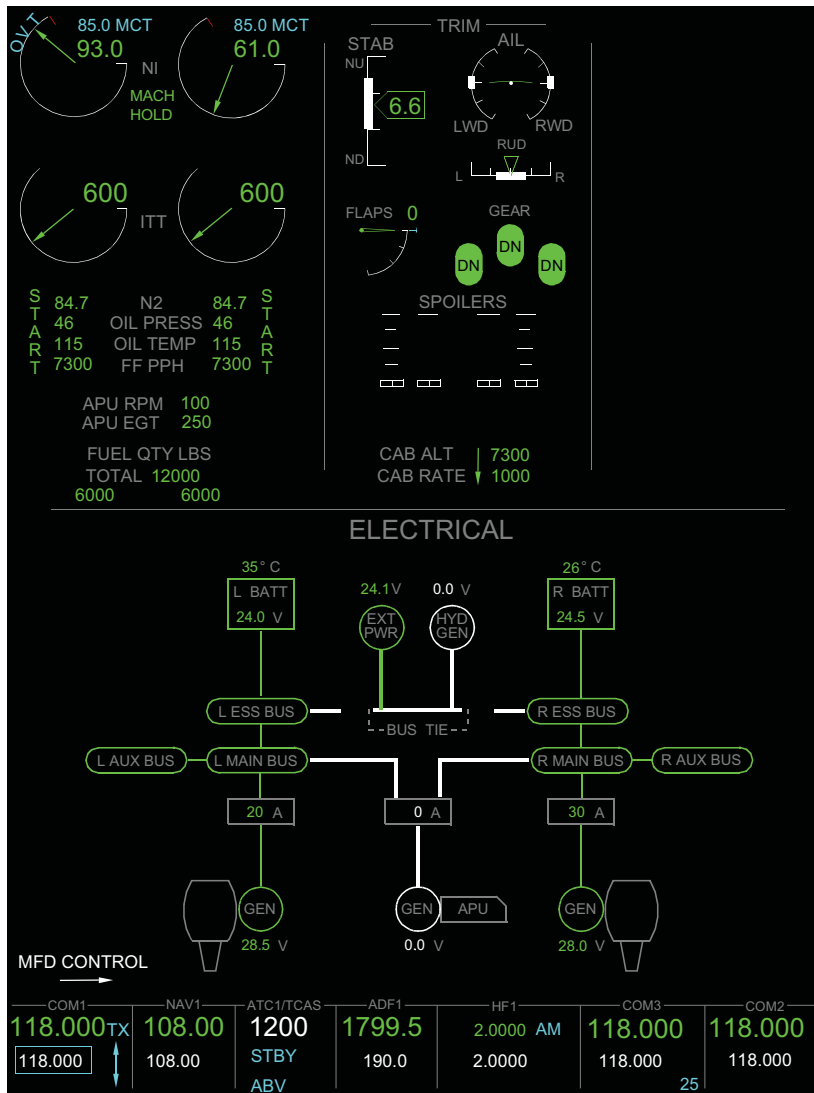 OVT
85.0 MCT
85.0 MCT
93.0
61.0
NI
MACH
HOLD
600
ITT
600
START
84.7 N2 84.7
46 OIL PRESS 46
115 OIL TEMP 115
7300 FF PPH 7300
START
APU RPM 100
APU EGT 250
FUEL QTY LBS
TOTAL 12000
6000 6000
TRIM
STAB
AIL
NU
6.6
LWD RWD
RUD
ND
L R
FLAPS 0
GEAR
DN
DN
DN
SPOILERS
CAB ALT 7300
CAB RATE 1000
ELECTRICAL
35° C
26° C
L BATT
24.0 V
24.1 V
0.0 V
R BATT
24.5 V
EXT
PWR
HYD
GEN
L ESS BUS
R ESS BUS
BUS TIE
L AUX BUS
L MAIN BUS
R MAIN BUS
R AUX BUS
20 A
0 A
30 A
GEN
GEN
APU
GEN
28.5 V
0.0 V
28.0 V
MFD CONTROL
COM1 NAV1 ATC1/TCAS ADF1 HF1 COM3 COM2
118.000 TX 108.00 1200 1799.5 2.0000 AM 118.000 118.000
118.000 108.00 STBY 190.0 2.0000 118.000 118.000
ABV 25